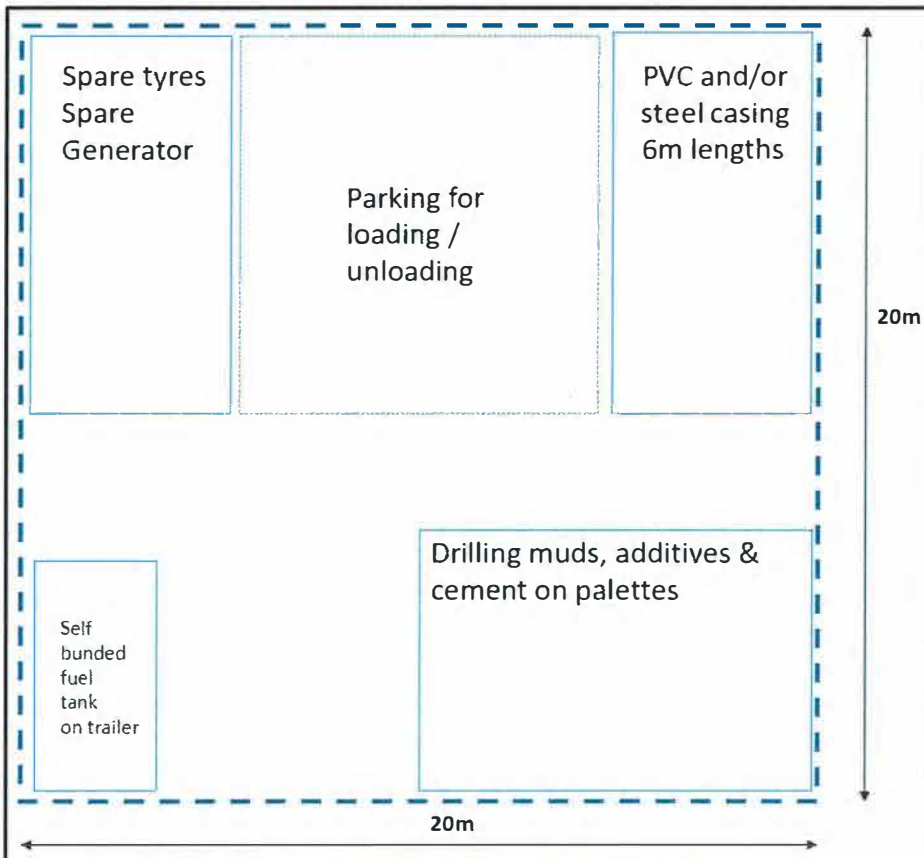 Spare tyres
Spare
Generator
Parking for
loading /
unloading
PVC and/or
steel casing
6m lengths
20m
Self
bunded
fuel
tank
on trailer
Drilling muds, additives &
cement on palettes
20m